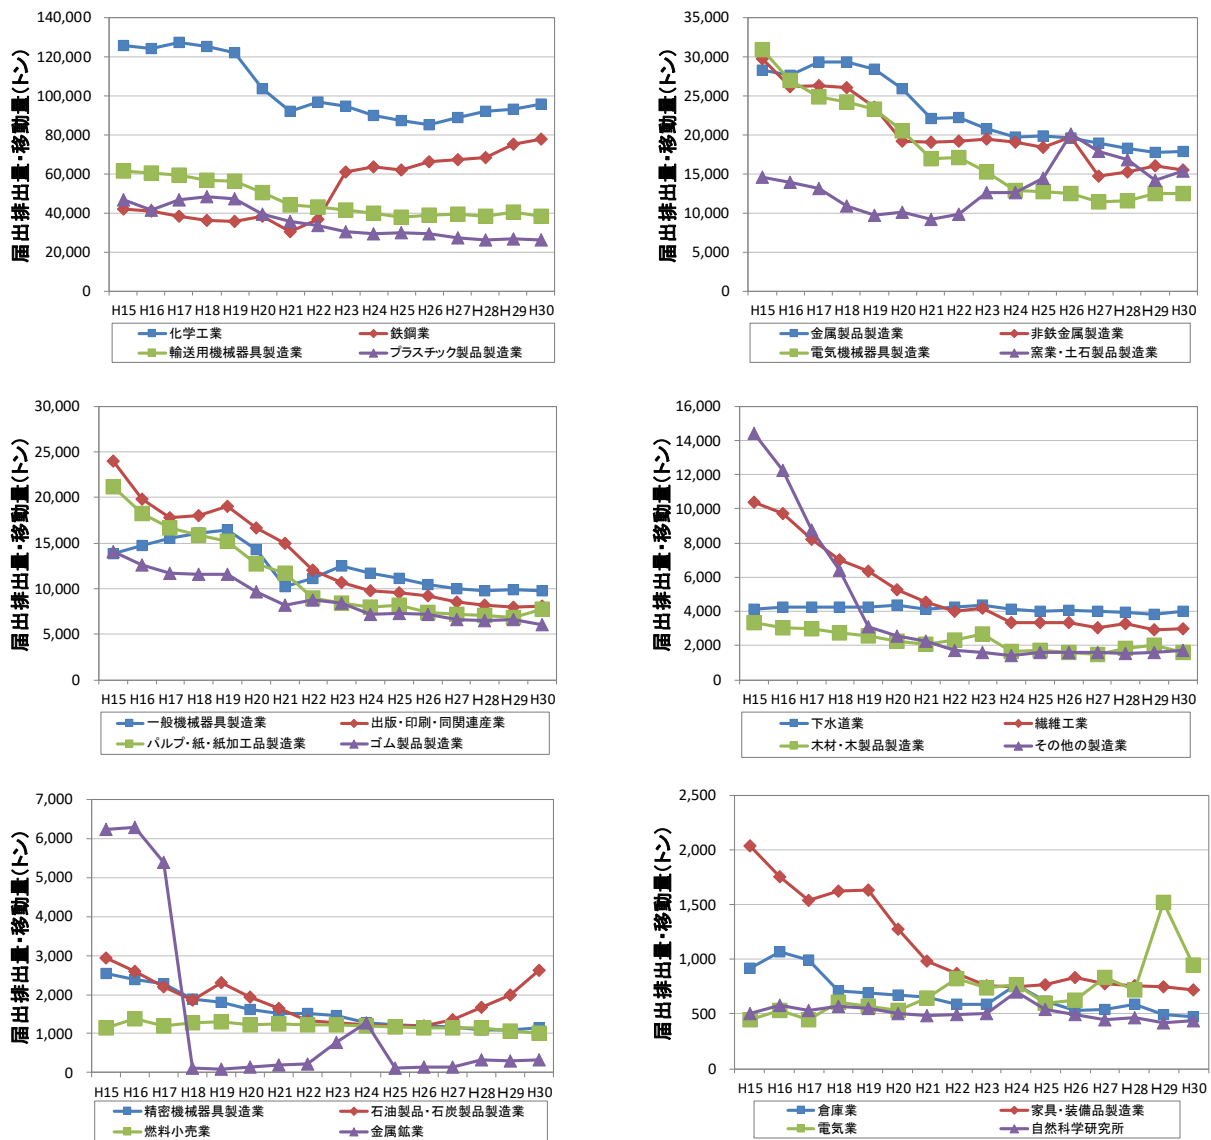 届出排出量・移動量(トン)
140,000
120,000
100,000
80,000
60,000
40,000
20,000
0
H15 H16 H17 H18 H19 H20 H21 H22 H23 H24 H25 H26 H27 H28 H29 H30
化学工業 鉄鋼業
輸送用機械器具製造業 プラスチック製品製造業
届出排出量・移動量(トン)
35,000
30,000
25,000
20,000
15,000
10,000
5,000
0
H15 H16 H17 H18 H19 H20 H21 H22 H23 H24 H25 H26 H27 H28 H29 H30
金属製品製造業 非鉄金属製造業
電気機械器具製造業 窯業・土石製品製造業
届出排出量・移動量(トン)
30,000
25,000
20,000
15,000
10,000
5,000
0
H15 H16 H17 H18 H19 H20 H21 H22 H23 H24 H25 H26 H27 H28 H29 H30
一般機械器具製造業 出版・印刷・同関連産業
パルプ・紙・紙加工品製造業 ゴム製品製造業
届出排出量・移動量(トン)
16,000
14,000
12,000
10,000
8,000
6,000
4,000
2,000
0
H15 H16 H17 H18 H19 H20 H21 H22 H23 H24 H25 H26 H27 H28 H29 H30
下水道業 繊維工業
木材・木製品製造業 その他の製造業
届出排出量・移動量(トン)
7,000
6,000
5,000
4,000
3,000
2,000
1,000
0
H15 H16 H17 H18 H19 H20 H21 H22 H23 H24 H25 H26 H27 H28 H29 H30
精密機械器具製造業 石油製品・石炭製品製造業
燃料小売業 金属鉱業
届出排出量・移動量(トン)
2,500
2,000
1,500
1,000
500
0
H15 H16 H17 H18 H19 H20 H21 H22 H23 H24 H25 H26 H27 H28 H29 H30
倉庫業 家具・装備品製造業
電気業 自然科学研究所